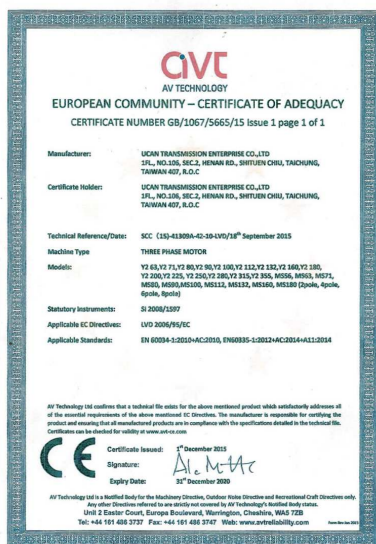 avt
AV TECHNOLOGY
EUROPEAN COMMUNITY – CERTIFICATE OF ADEQUACY
CERTIFICATE NUMBER GB/1067/5665/15 Issue 1 page 1 of 1
Manufacturer: UCAN TRANSMISSION ENTERPRISE CO.,LTD
1FL., NO.106, SEC.2, HENAN RD., SHITUEN CHIU, TAICHUNG,
TAIWAN 407, R.O.C
Certificate Holder: UCAN TRANSMISSION ENTERPRISE CO.,LTD
1FL., NO.106, SEC.2, HENAN RD., SHITUEN CHIU, TAICHUNG,
TAIWAN 407, R.O.C
Technical Reference/Date: SCC (15)-41309A-42-10-LVD/18th September 2015
Machine Type THREE PHASE MOTOR
Models: Y2 63,Y2 71,Y2 80,Y2 90,Y2 100,Y2 112,Y2 132,Y2 160,Y2 180,
Y2 200,Y2 225, Y2 250,Y2 280,Y2 315,Y2 355, MS56, MS63, MS71,
MS80, MS90,MS100, MS112, MS132, MS160, MS180 (2pole, 4pole,
6pole, 8pole)
Statutory Instruments: SI 2008/1597
Applicable EC Directives: LVD 2006/95/EC
Applicable Standards: EN 60034-1:2010+AC:2010, EN60335-1:2012+AC:2014+A11:2014
AV Technology Ltd confirms that a technical file exists for the above mentioned product which satisfactorily addresses all
of the essential requirements of the above mentioned EC Directives. The manufacturer is responsible for certifying the
product and ensuring that all manufactured products are in compliance with the specifications detailed in the technical file.
Certificates can be checked for validity at www.avt-ce.com
CE
Certificate Issued: 1st December 2015
Signature:
Expiry Date: 31st December 2020
AV Technology Ltd is a Notified Body for the Machinery Directive, Outdoor Noise Directive and Recreational Craft Directives only.
Any other Directives referred to are strictly not covered by AV Technology's Notified Body status.
Unit 2 Easter Court, Europa Boulevard, Warrington, Cheshire, WA5 7ZB
Tel: +44 161 486 3737 Fax: +44 161 486 3747 Web: www.avtreliability.com